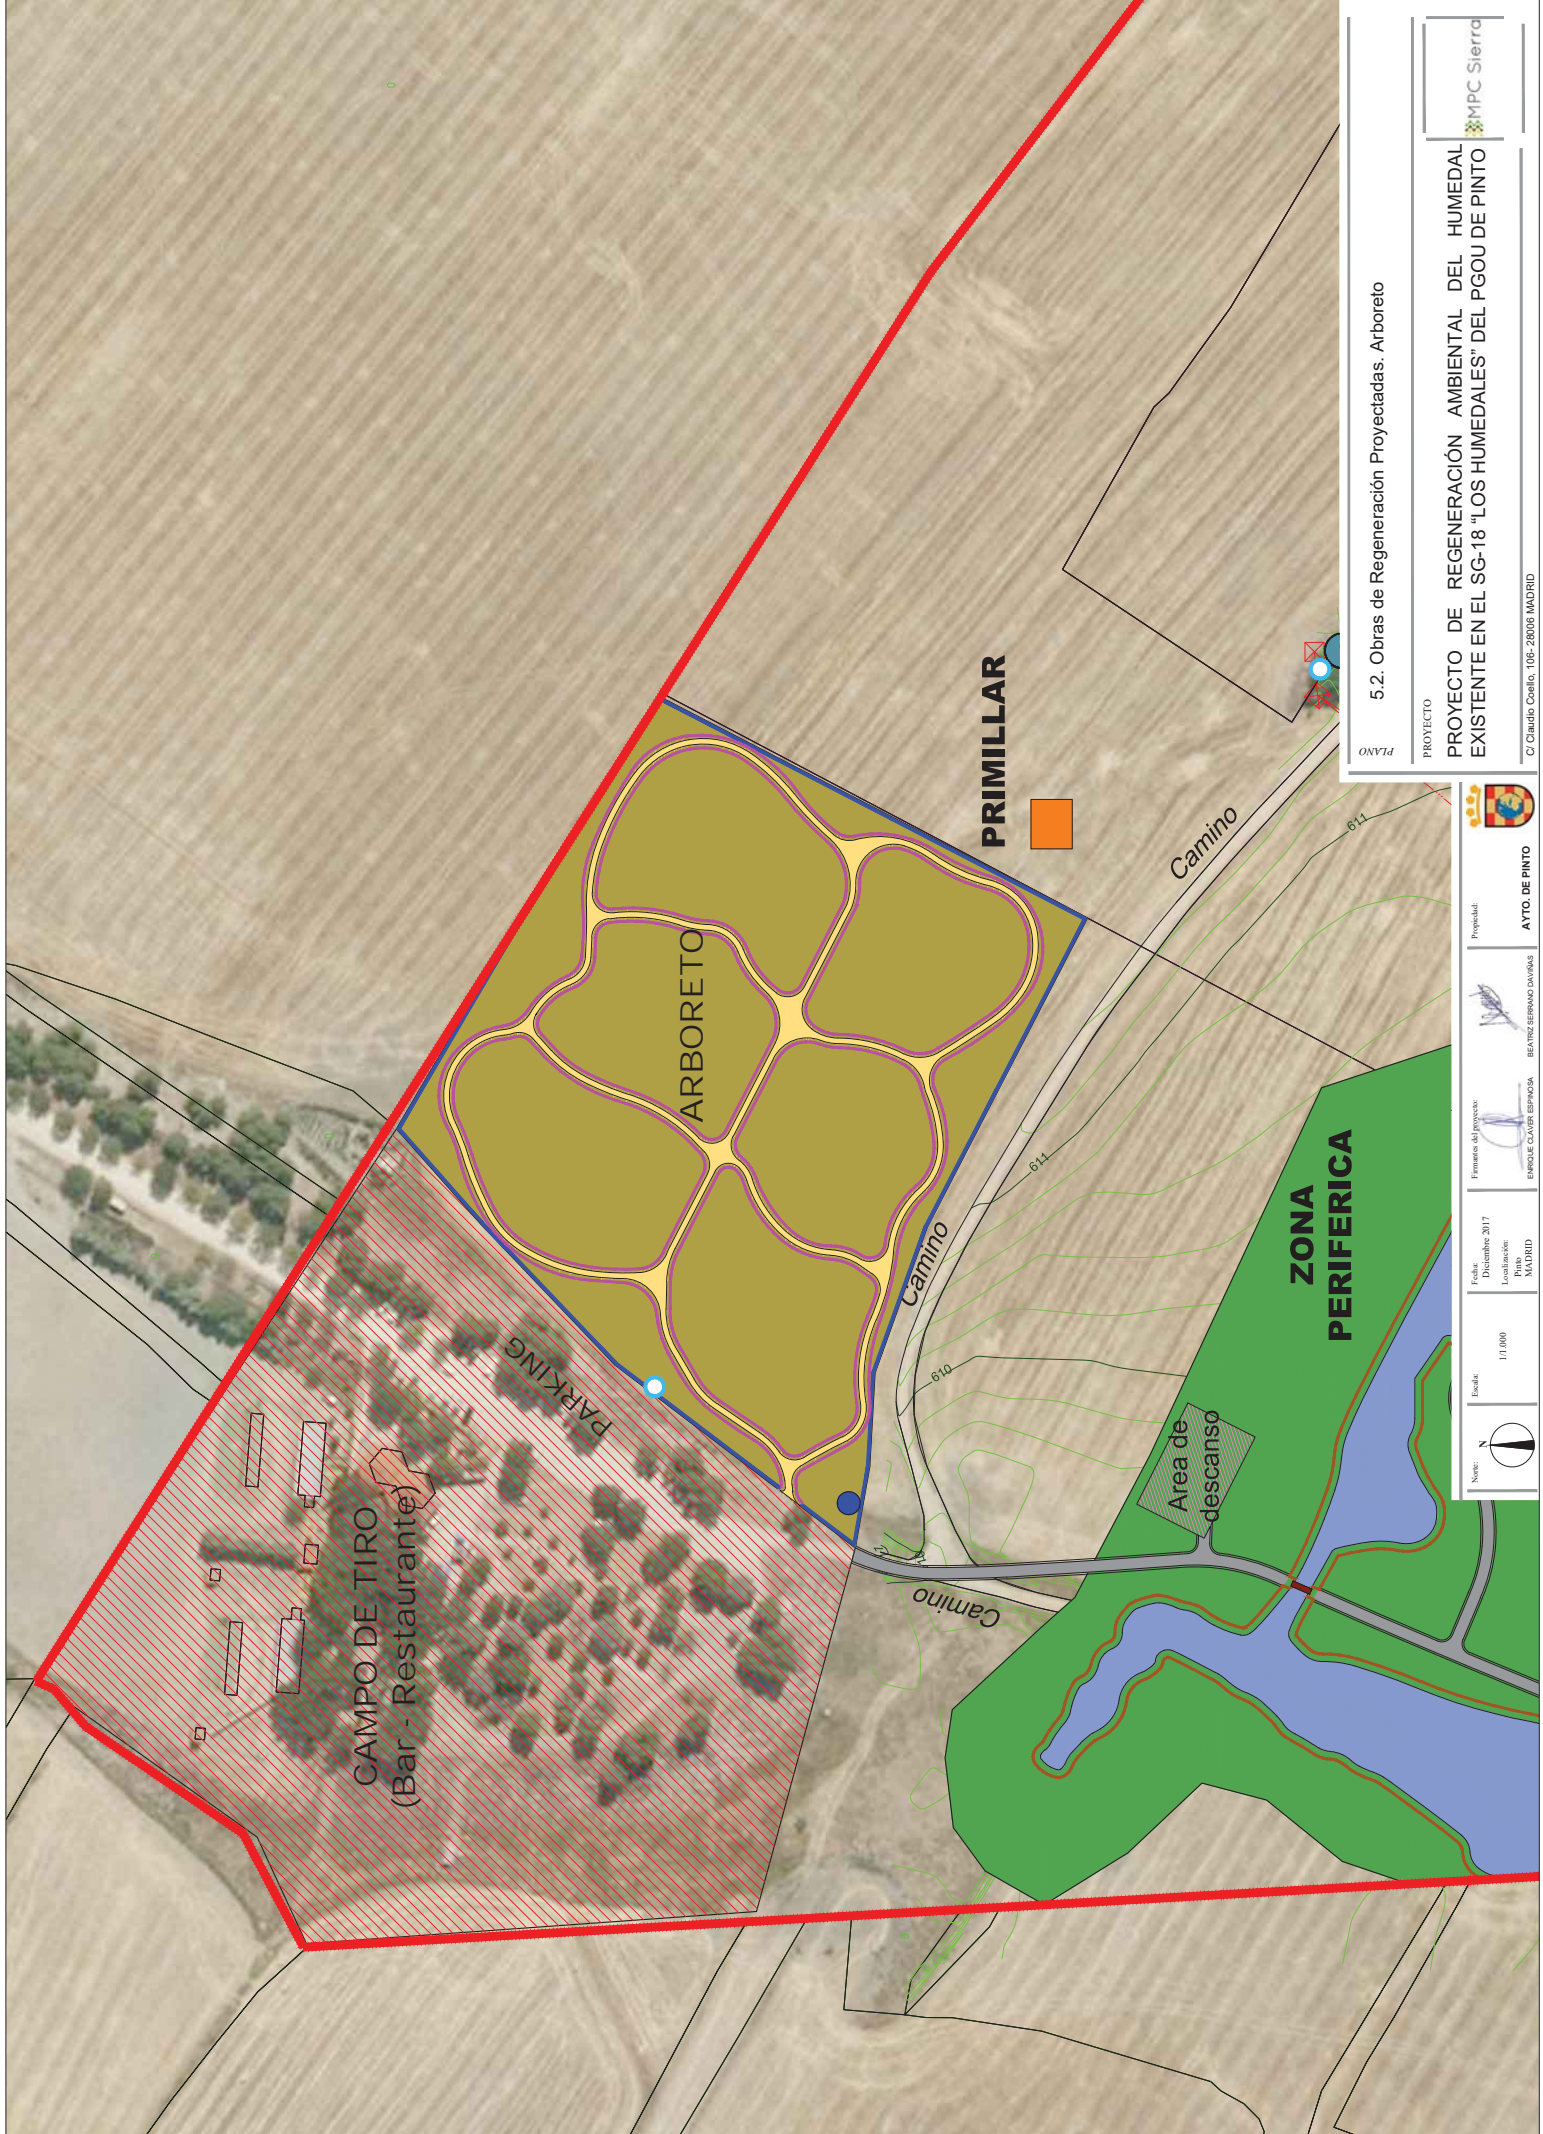 CAMPO DE TIRO
(Bar - Restaurante)
PARKING
ARBORETO
PRIMILLAR
Camino
Camino
Camino
611
611
610
Area de
descanso
ZONA
PERIFERICA
PLANO
5.2. Obras de Regeneración Proyectadas. Arboreto
PROYECTO
PROYECTO DE REGENERACIÓN AMBIENTAL DEL HUMEDAL
EXISTENTE EN EL SG-18 “LOS HUMEDALES” DEL PGOU DE PINTO
MPC Sierra
C/ Claudio Coello, 106- 28006 MADRID
Norte:
N
Escala:
1/1.000
Fecha:
Diciembre 2017
Localización:
Pinto
MADRID
Firmantes del proyecto:
ENRIQUE CLAVER ESPINOSA
BEATRIZ SERRANO DAVIÑAS
Propiedad:
AYTO. DE PINTO